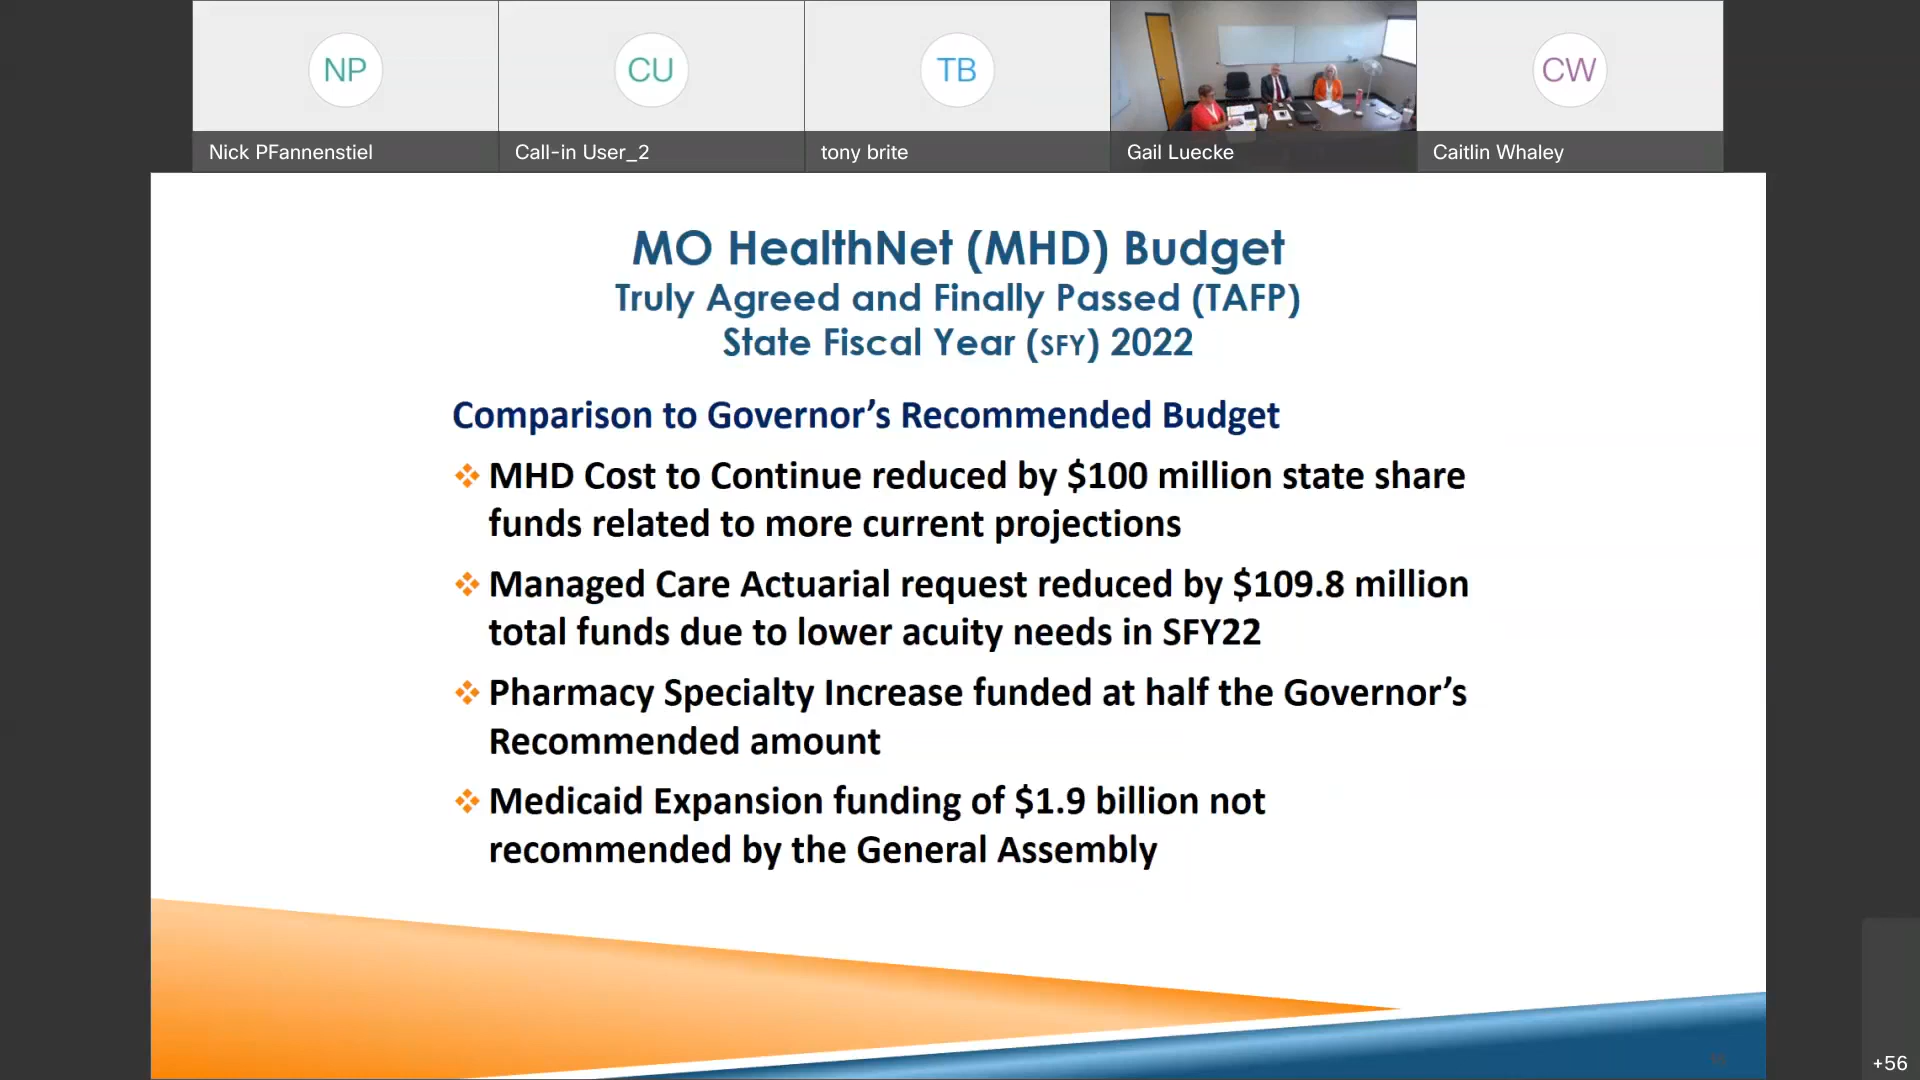 NP
CU
TB
CW
Nick PFannenstiel
Call-in User_2
tony brite
Gail Luecke
Caitlin Whaley
MO HealthNet (MHD) Budget
Truly Agreed and Finally Passed (TAFP)
State Fiscal Year (SFY) 2022
Comparison to Governor’s Recommended Budget
❖ MHD Cost to Continue reduced by $100 million state share
funds related to more current projections
❖ Managed Care Actuarial request reduced by $109.8 million
total funds due to lower acuity needs in SFY22
❖ Pharmacy Specialty Increase funded at half the Governor’s
Recommended amount
❖ Medicaid Expansion funding of $1.9 billion not
recommended by the General Assembly
+56